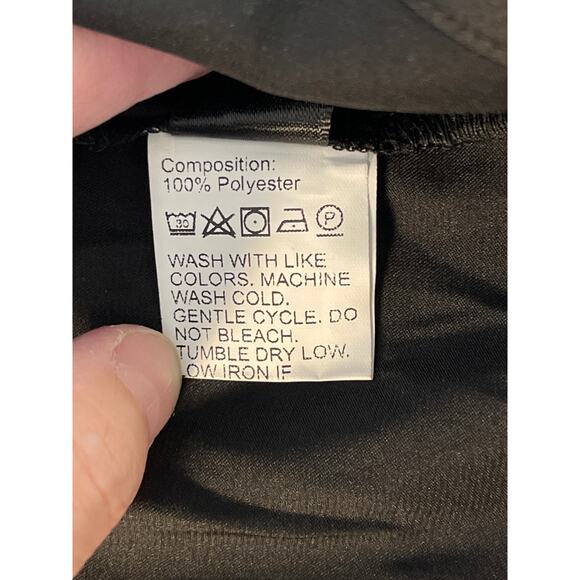 Composition:
100% Polyester
30 P
WASH WITH LIKE
COLORS. MACHINE
WASH COLD.
GENTLE CYCLE. DO
NOT BLEACH.
TUMBLE DRY LOW.
LOW IRON IF